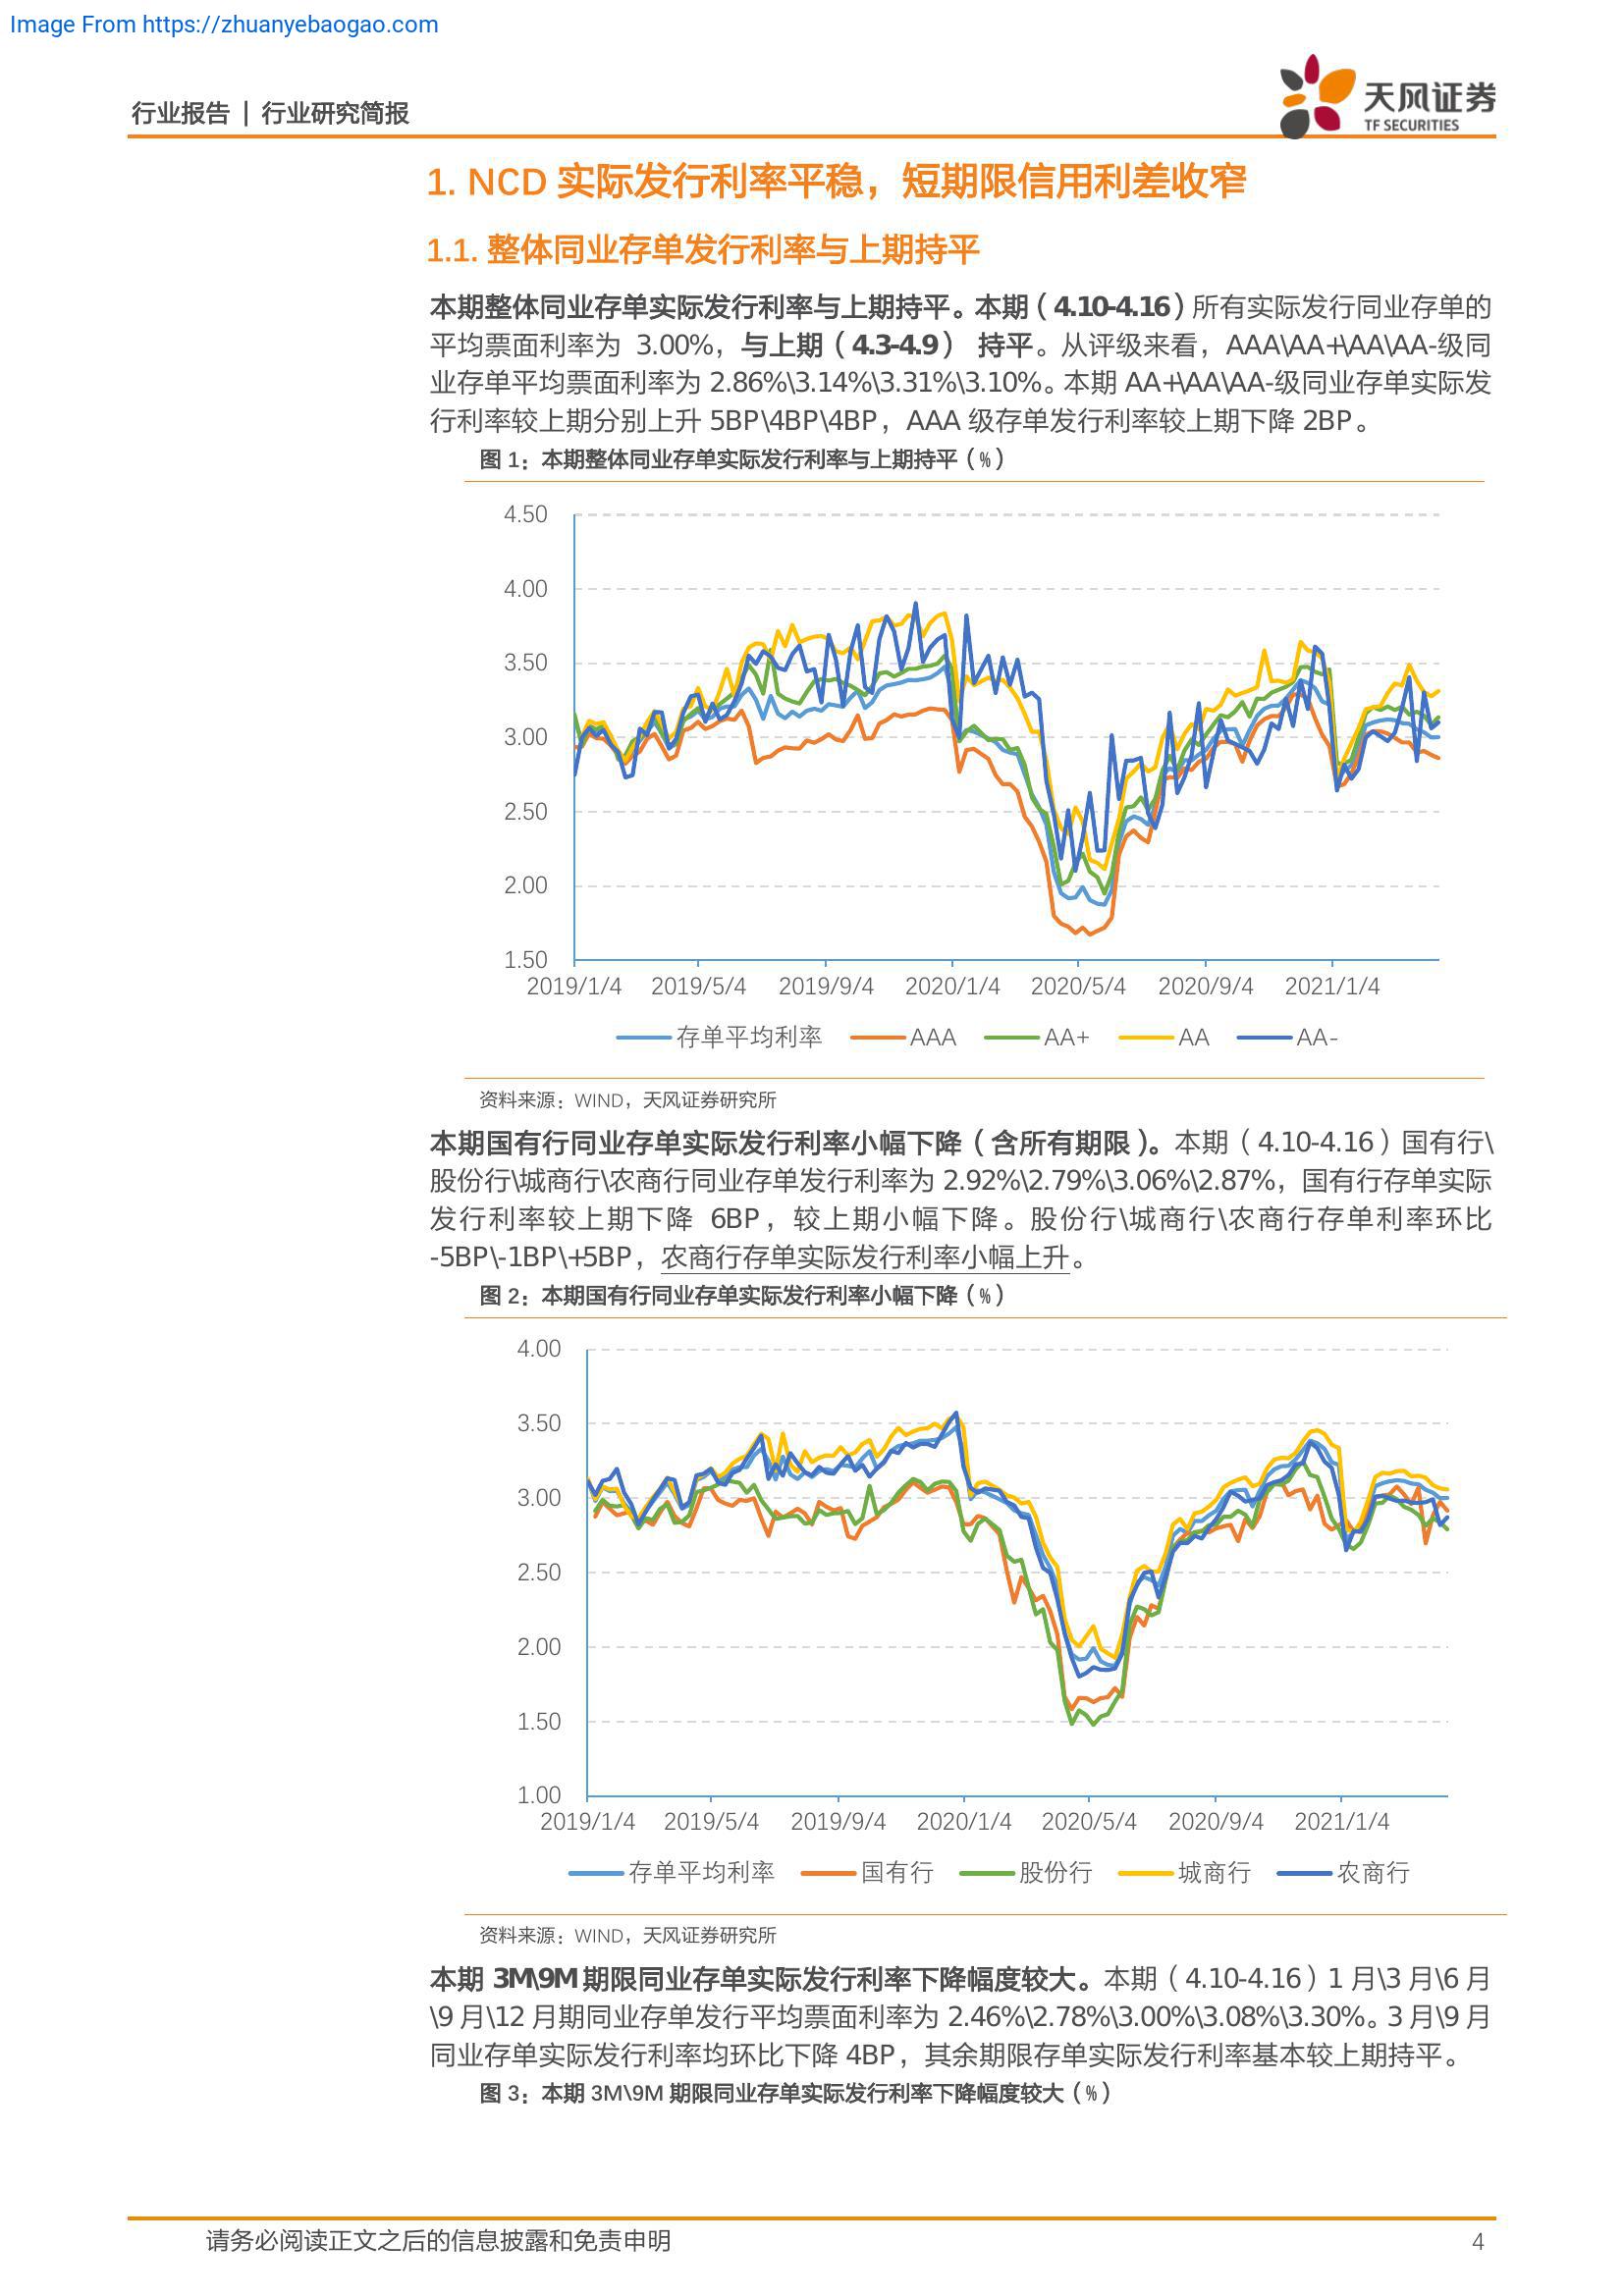 Image From https://zhuanyebaogao.com
行业报告 | 行业研究简报
天风证券
TF SECURITIES
1. NCD 实际发行利率平稳，短期限信用利差收窄
1.1. 整体同业存单发行利率与上期持平
本期整体同业存单实际发行利率与上期持平。本期（4.10-4.16）所有实际发行同业存单的
平均票面利率为 3.00%，与上期（4.3-4.9） 持平。从评级来看，AAA\AA+\AA\AA-级同
业存单平均票面利率为 2.86%\3.14%\3.31%\3.10%。本期 AA+\AA\AA-级同业存单实际发
行利率较上期分别上升 5BP\4BP\4BP，AAA 级存单发行利率较上期下降 2BP。
图 1：本期整体同业存单实际发行利率与上期持平（%）
4.50
4.00
3.50
3.00
2.50
2.00
1.50
2019/1/4 2019/5/4 2019/9/4 2020/1/4 2020/5/4 2020/9/4 2021/1/4
存单平均利率 AAA AA+ AA AA-
资料来源：WIND，天风证券研究所
本期国有行同业存单实际发行利率小幅下降（含所有期限）。本期（4.10-4.16）国有行\
股份行\城商行\农商行同业存单发行利率为 2.92%\2.79%\3.06%\2.87%，国有行存单实际
发行利率较上期下降 6BP，较上期小幅下降。股份行\城商行\农商行存单利率环比
-5BP\-1BP\+5BP，农商行存单实际发行利率小幅上升。
图 2：本期国有行同业存单实际发行利率小幅下降（%）
4.00
3.50
3.00
2.50
2.00
1.50
1.00
2019/1/4 2019/5/4 2019/9/4 2020/1/4 2020/5/4 2020/9/4 2021/1/4
存单平均利率 国有行 股份行 城商行 农商行
资料来源：WIND，天风证券研究所
本期 3M\9M 期限同业存单实际发行利率下降幅度较大。本期（4.10-4.16）1 月\3 月\6 月
\9 月\12 月期同业存单发行平均票面利率为 2.46%\2.78%\3.00%\3.08%\3.30%。3 月\9 月
同业存单实际发行利率均环比下降 4BP，其余期限存单实际发行利率基本较上期持平。
图 3：本期 3M\9M 期限同业存单实际发行利率下降幅度较大（%）
请务必阅读正文之后的信息披露和免责申明
4